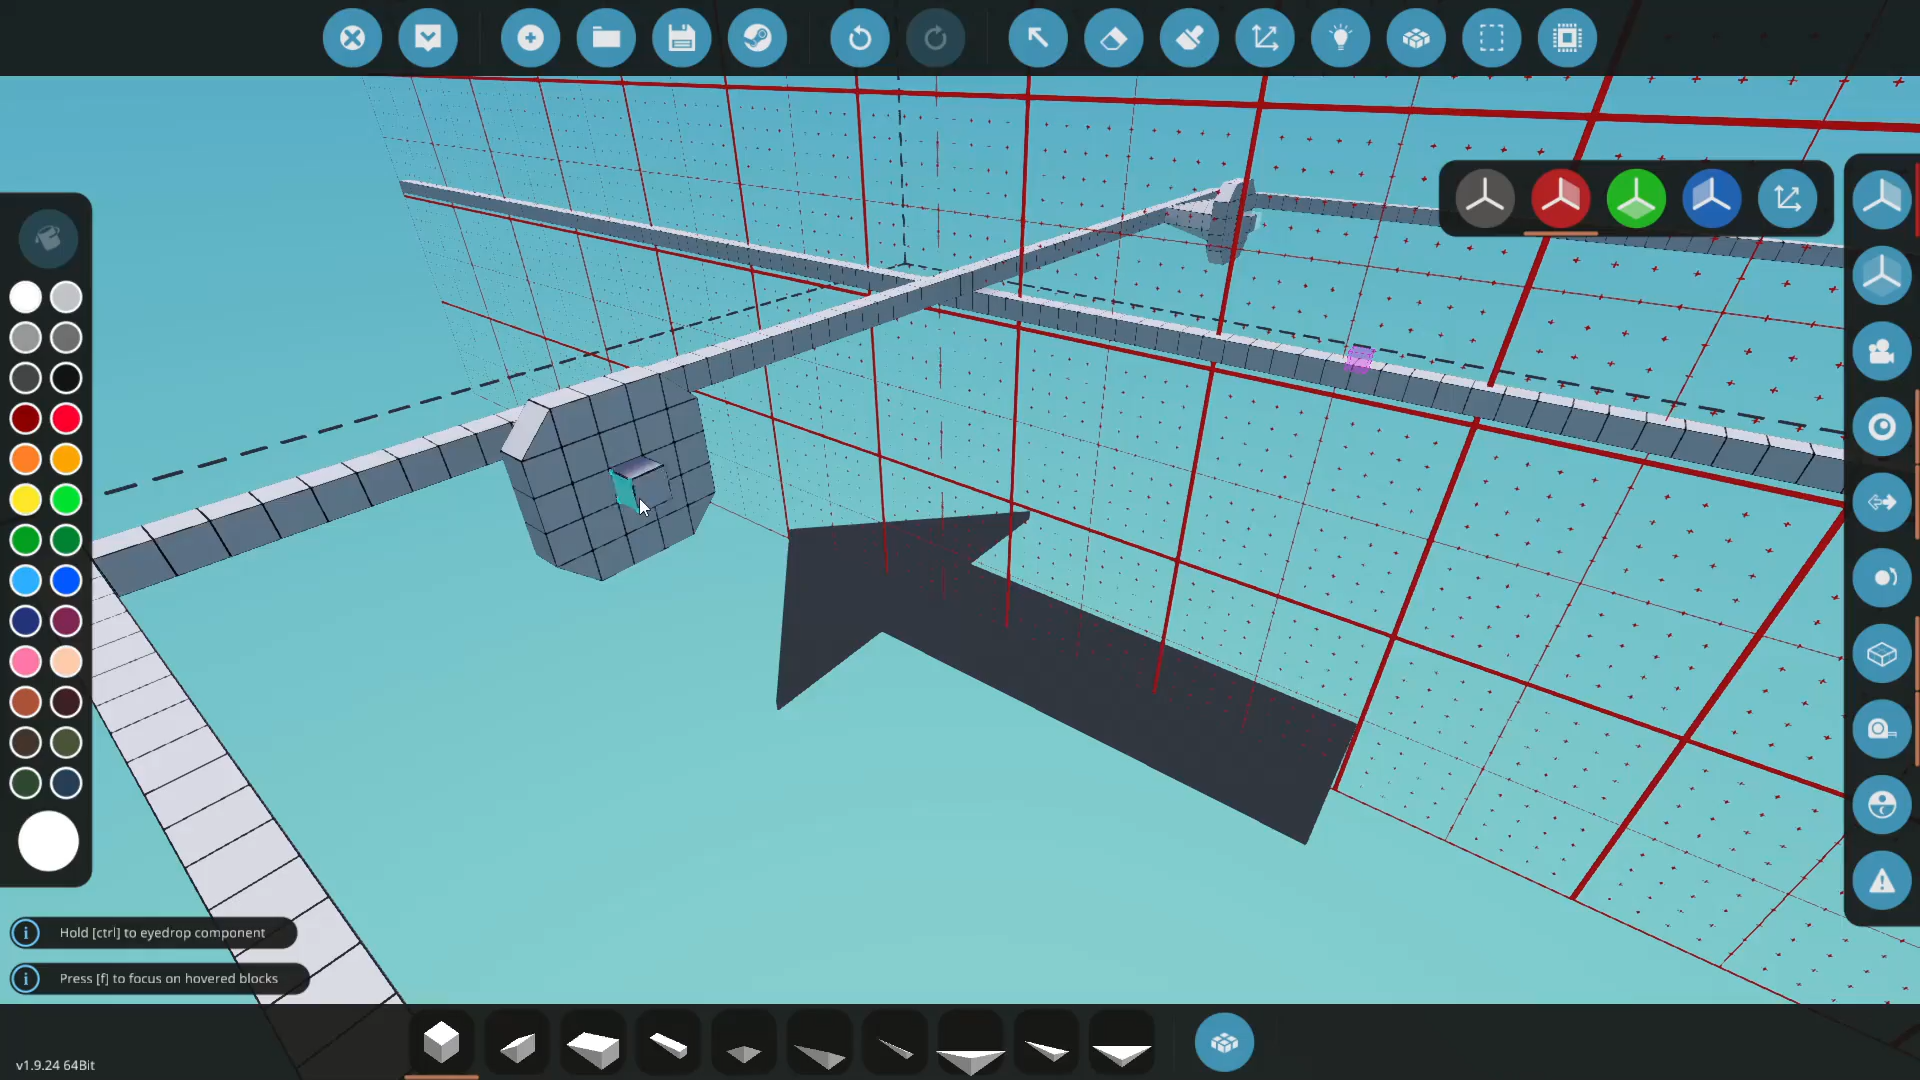 Hold [ctrl] to eyedrop component
Press [f] to focus on hovered blocks
v1.9.24 64Bit